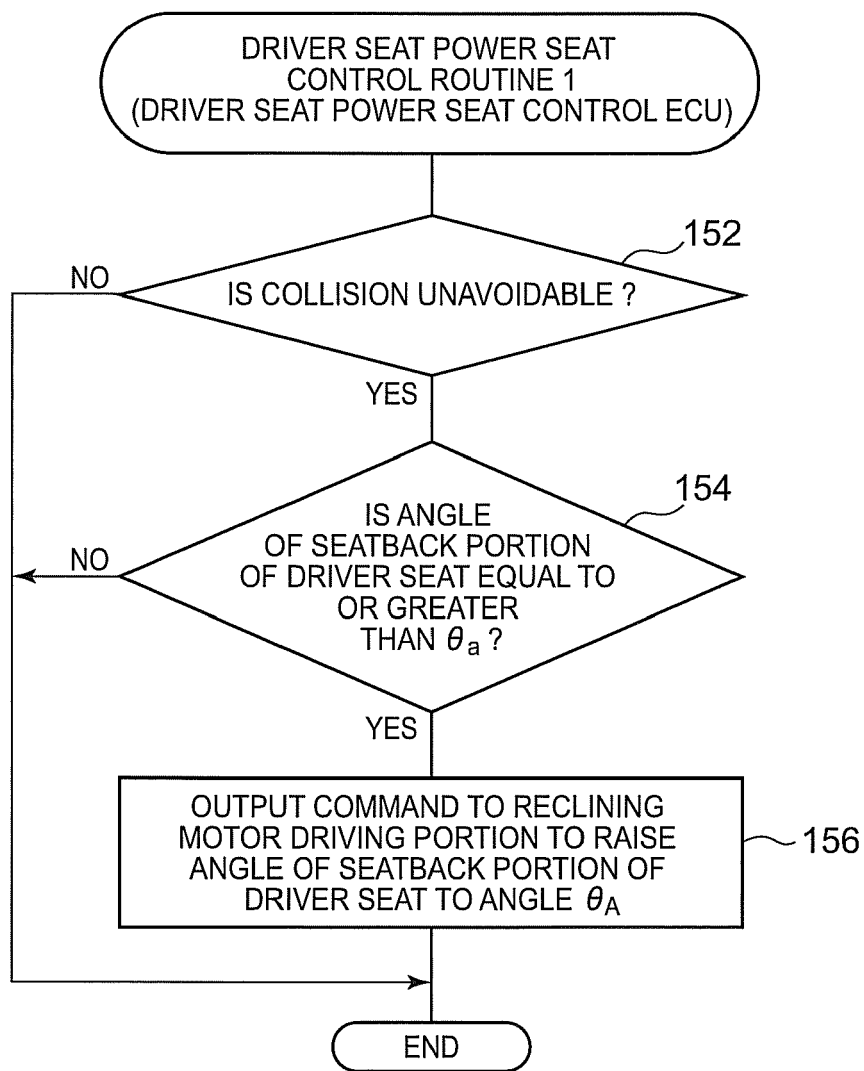 DRIVER SEAT POWER SEAT
CONTROL ROUTINE 1
(DRIVER SEAT POWER SEAT CONTROL ECU)
152
NO
IS COLLISION UNAVOIDABLE ?
YES
154
NO
IS ANGLE
OF SEATBACK PORTION
OF DRIVER SEAT EQUAL TO
OR GREATER
THAN θa ?
YES
OUTPUT COMMAND TO RECLINING
MOTOR DRIVING PORTION TO RAISE
ANGLE OF SEATBACK PORTION OF
DRIVER SEAT TO ANGLE θA
156
END